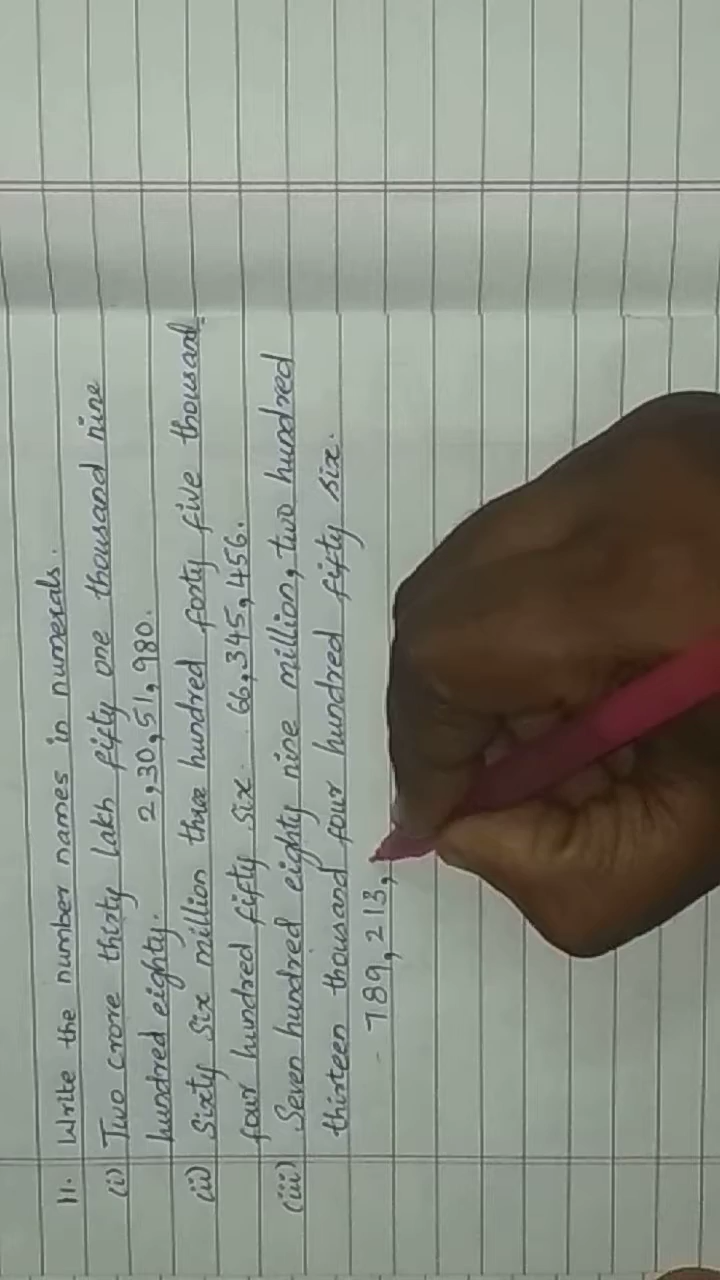 11. Write the number names in numerals.
(i) Two crore thirty Lakh fifty one thousand nine
hundred eighty. 2,30,51,980.
(ii) Sixty Six million three hundred forty five thousand
four hundred fifty six. 66,345,456.
(iii) Seven hundred eighty nine million, two hundred
thirteen thousand four hundred fifty six.
789,213,